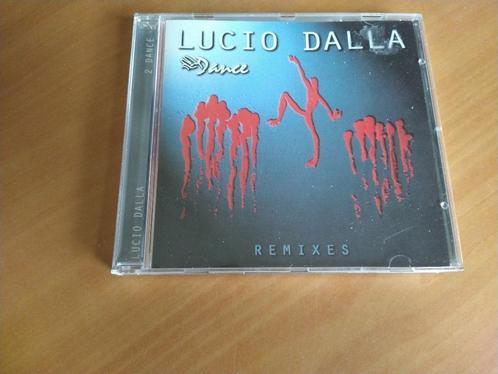 LUCIO DALLA
Dance
REMIXES
LUCIO DALLA
2 DANCE